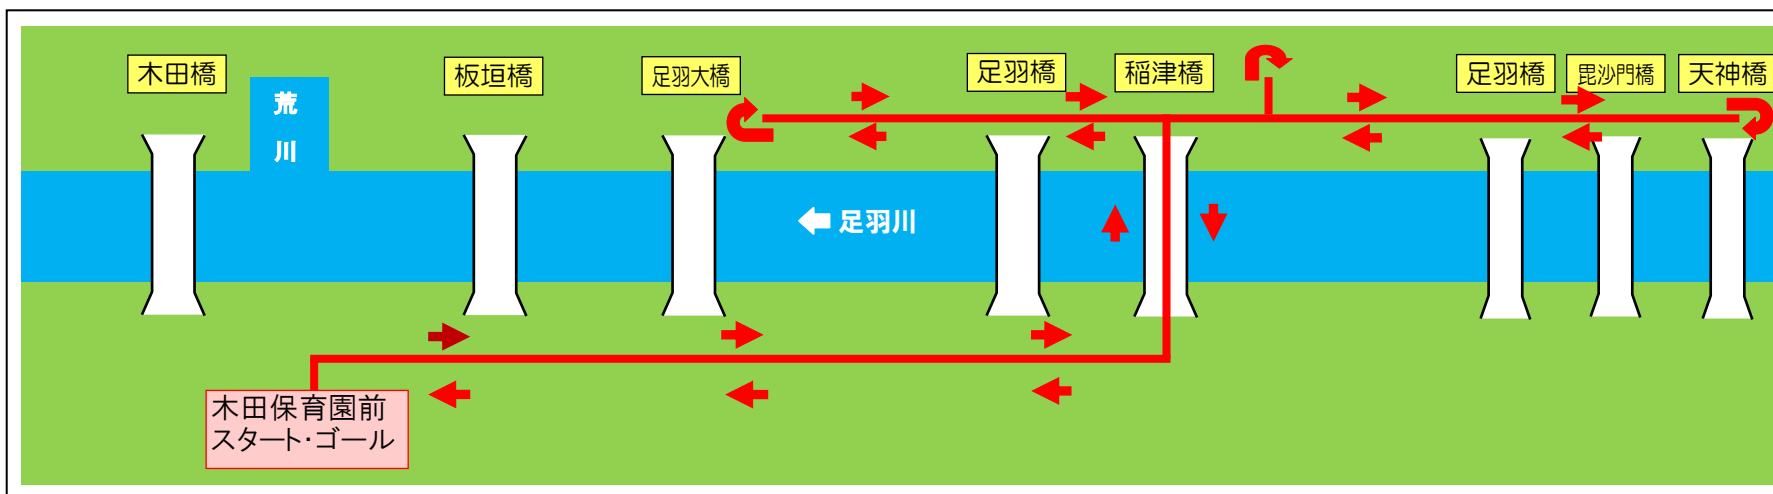 木田橋
板垣橋
足羽大橋
足羽橋
稲津橋
足羽橋
毘沙門橋
天神橋
荒
川
足羽川
木田保育園前
スタート・ゴール